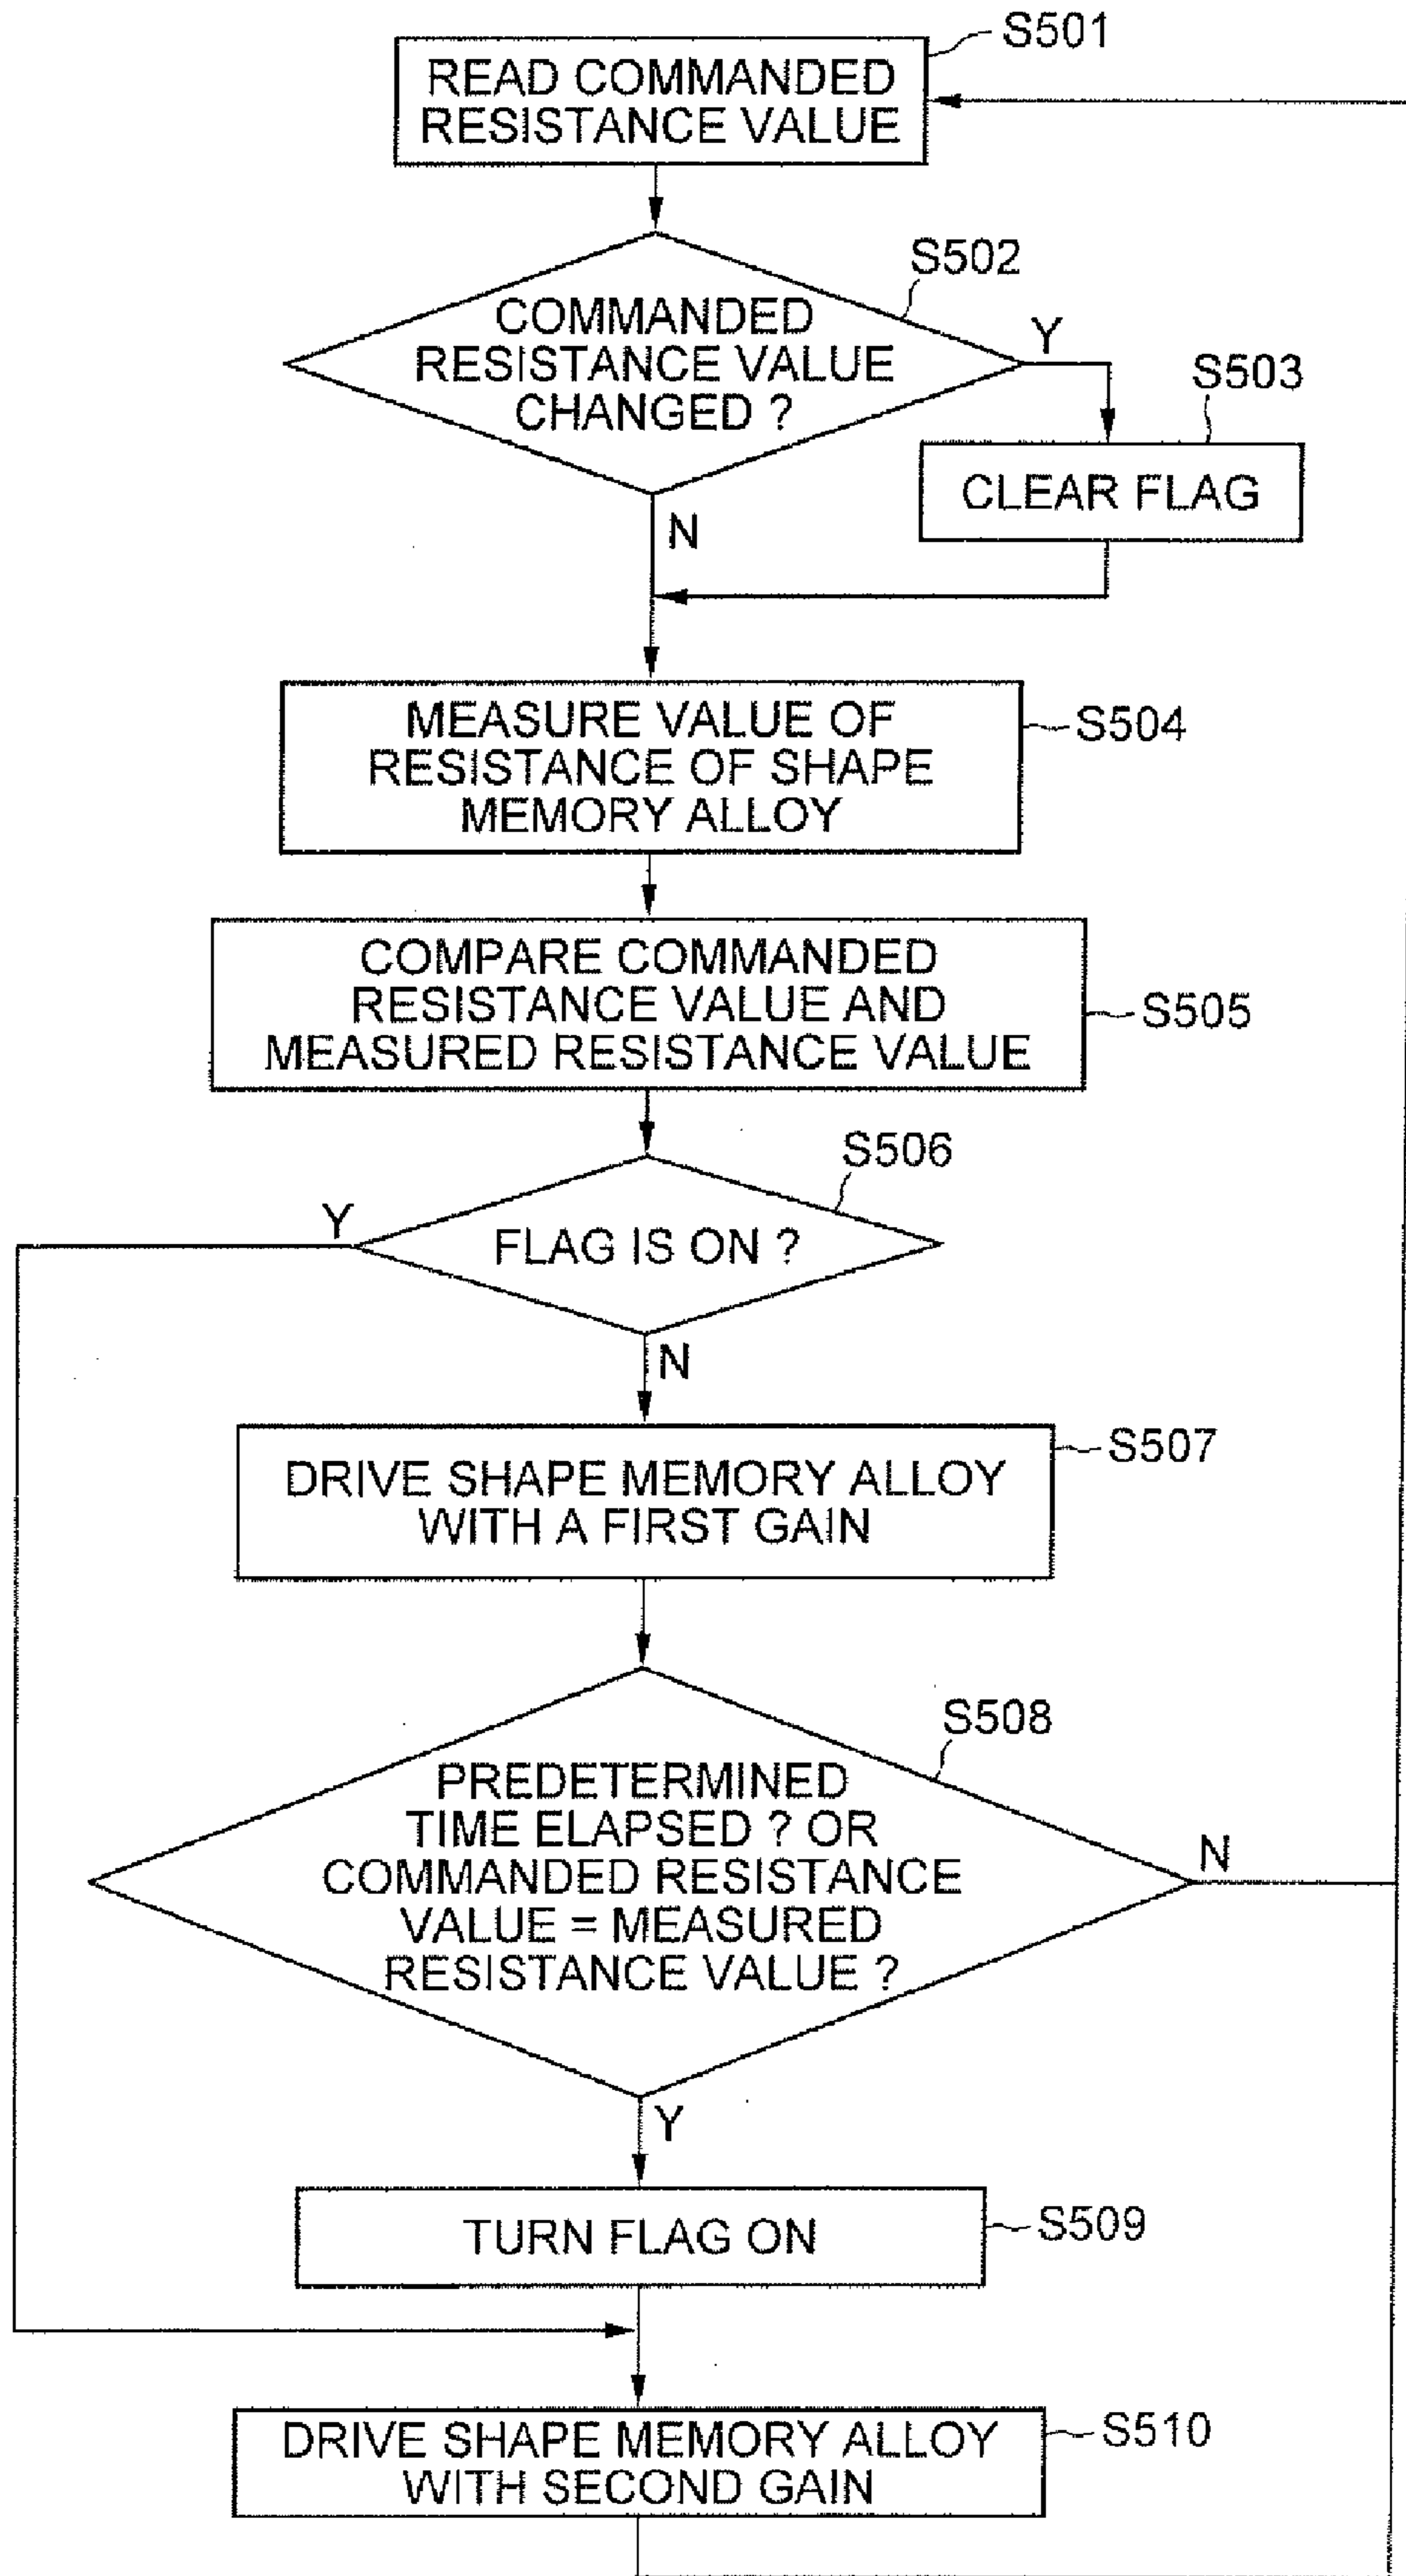 S501
READ COMMANDED
RESISTANCE VALUE
S502
COMMANDED
RESISTANCE VALUE
CHANGED ?
Y
S503
CLEAR FLAG
N
MEASURE VALUE OF
RESISTANCE OF SHAPE
MEMORY ALLOY
S504
COMPARE COMMANDED
RESISTANCE VALUE AND
MEASURED RESISTANCE VALUE
S505
S506
Y
FLAG IS ON ?
N
DRIVE SHAPE MEMORY ALLOY
WITH A FIRST GAIN
S507
S508
PREDETERMINED
TIME ELAPSED ? OR
COMMANDED RESISTANCE
VALUE = MEASURED
RESISTANCE VALUE ?
N
Y
TURN FLAG ON
S509
DRIVE SHAPE MEMORY ALLOY
WITH SECOND GAIN
S510